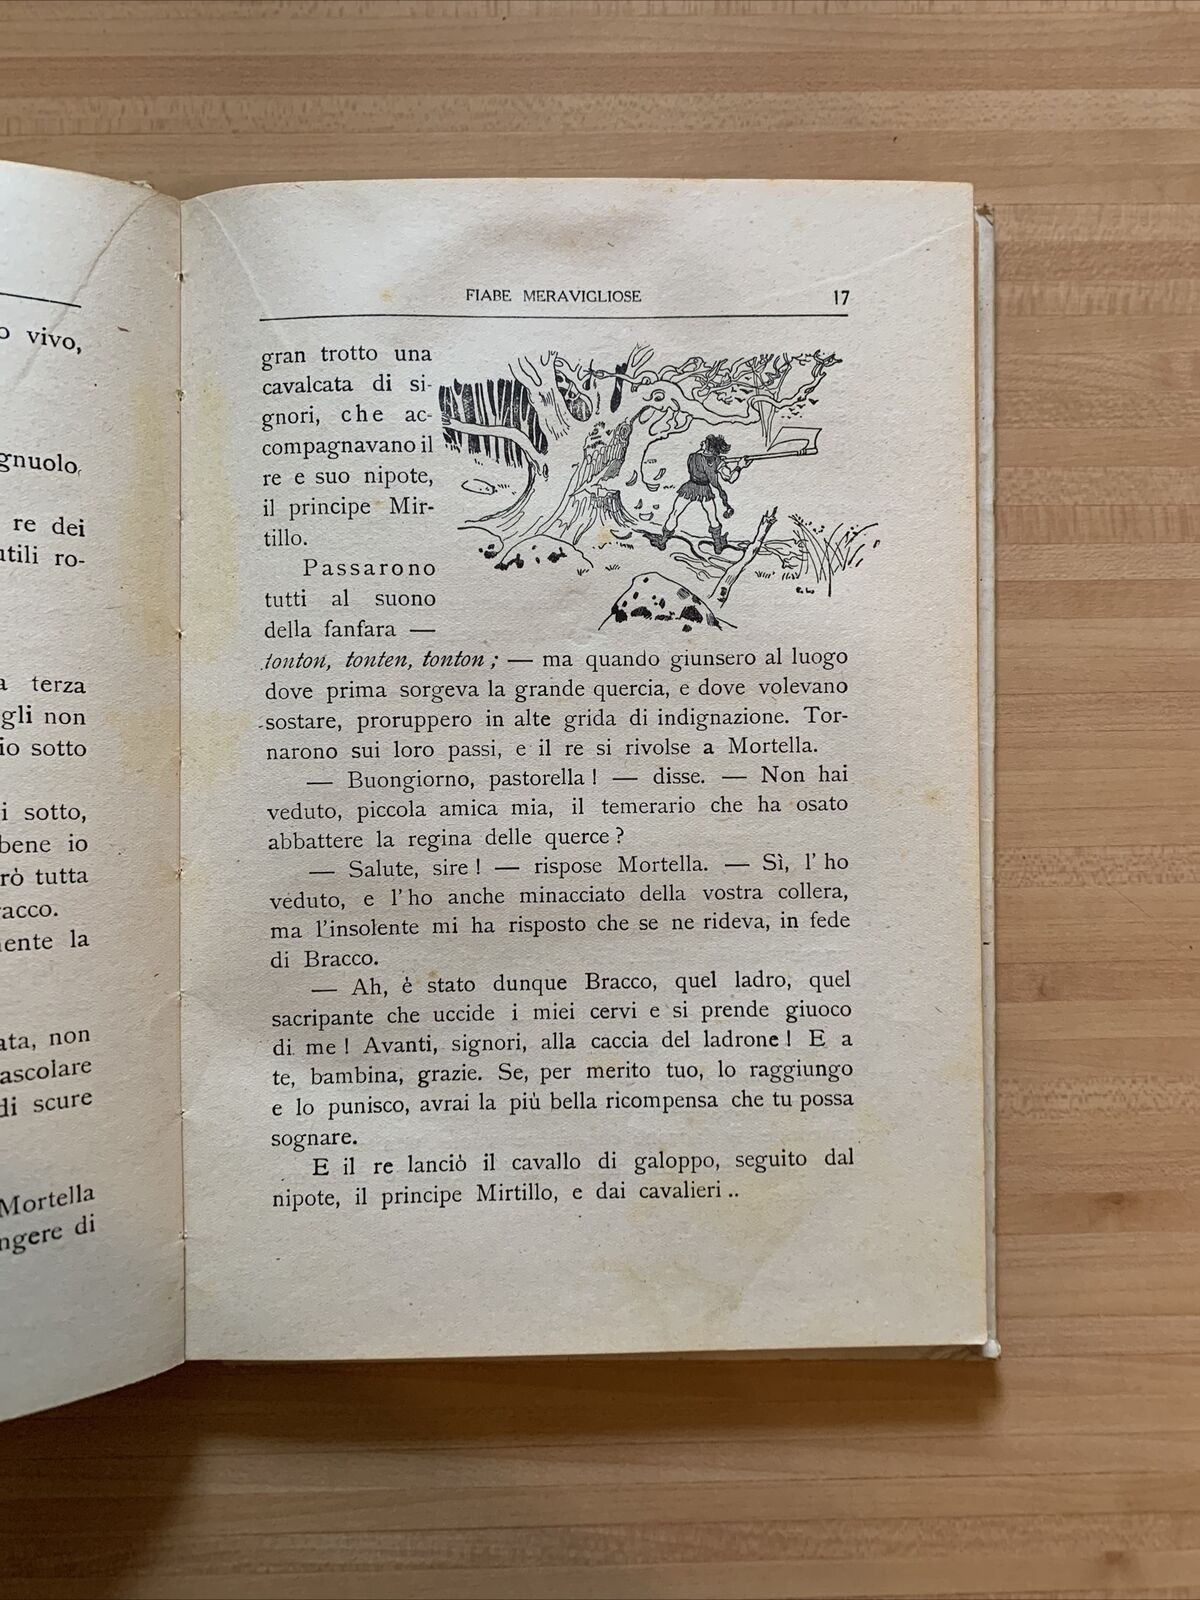 o vivo,
gnuolo,
re dei
utili ro-
a terza
gli non
io sotto
i sotto,
bene io
rò tutta
racco.
mente la
ata, non
ascolare
di scure
Mortella
ngere di
FIABE MERAVIGLIOSE 17
gran trotto una
cavalcata di si-
gnori, che ac-
compagnavano il
re e suo nipote,
il principe Mir-
tillo.
Passarono
tutti al suono
della fanfara —
tonton, tonten, tonton ; — ma quando giunsero al luogo
dove prima sorgeva la grande quercia, e dove volevano
sostare, proruppero in alte grida di indignazione. Tor-
narono sui loro passi, e il re si rivolse a Mortella.
— Buongiorno, pastorella ! — disse. — Non hai
veduto, piccola amica mia, il temerario che ha osato
abbattere la regina delle querce ?
— Salute, sire ! — rispose Mortella. — Sì, l' ho
veduto, e l' ho anche minacciato della vostra collera,
ma l'insolente mi ha risposto che se ne rideva, in fede
di Bracco.
— Ah, è stato dunque Bracco, quel ladro, quel
sacripante che uccide i miei cervi e si prende giuoco
di me ! Avanti, signori, alla caccia del ladrone ! E a
te, bambina, grazie. Se, per merito tuo, lo raggiungo
e lo punisco, avrai la più bella ricompensa che tu possa
sognare.
E il re lanciò il cavallo di galoppo, seguito dal
nipote, il principe Mirtillo, e dai cavalieri ..